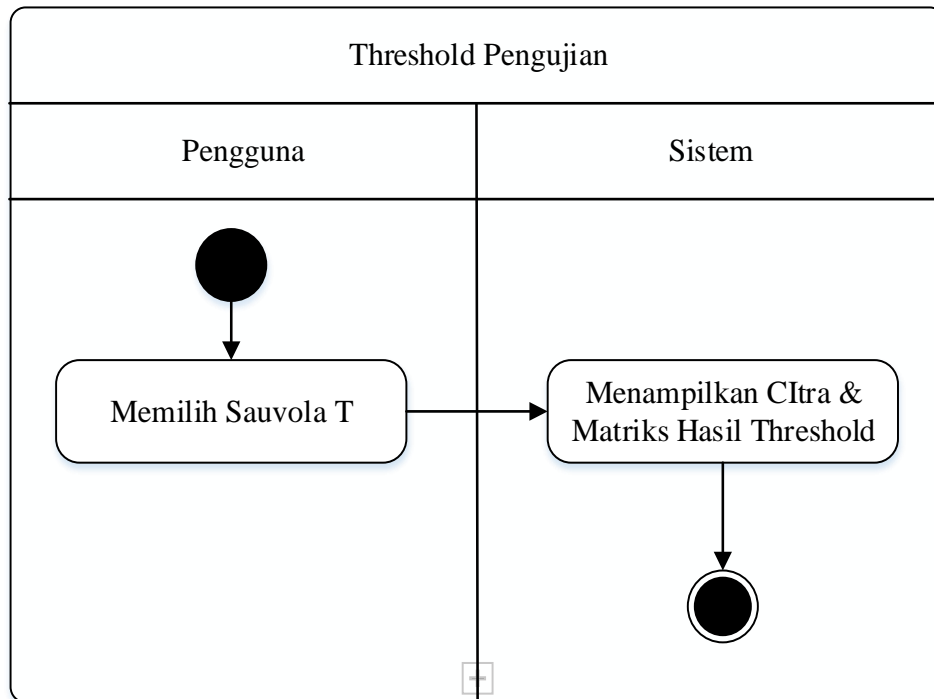 Threshold Pengujian
Pengguna
Sistem
Memilih Sauvola T
Menampilkan CItra &
Matriks Hasil Threshold